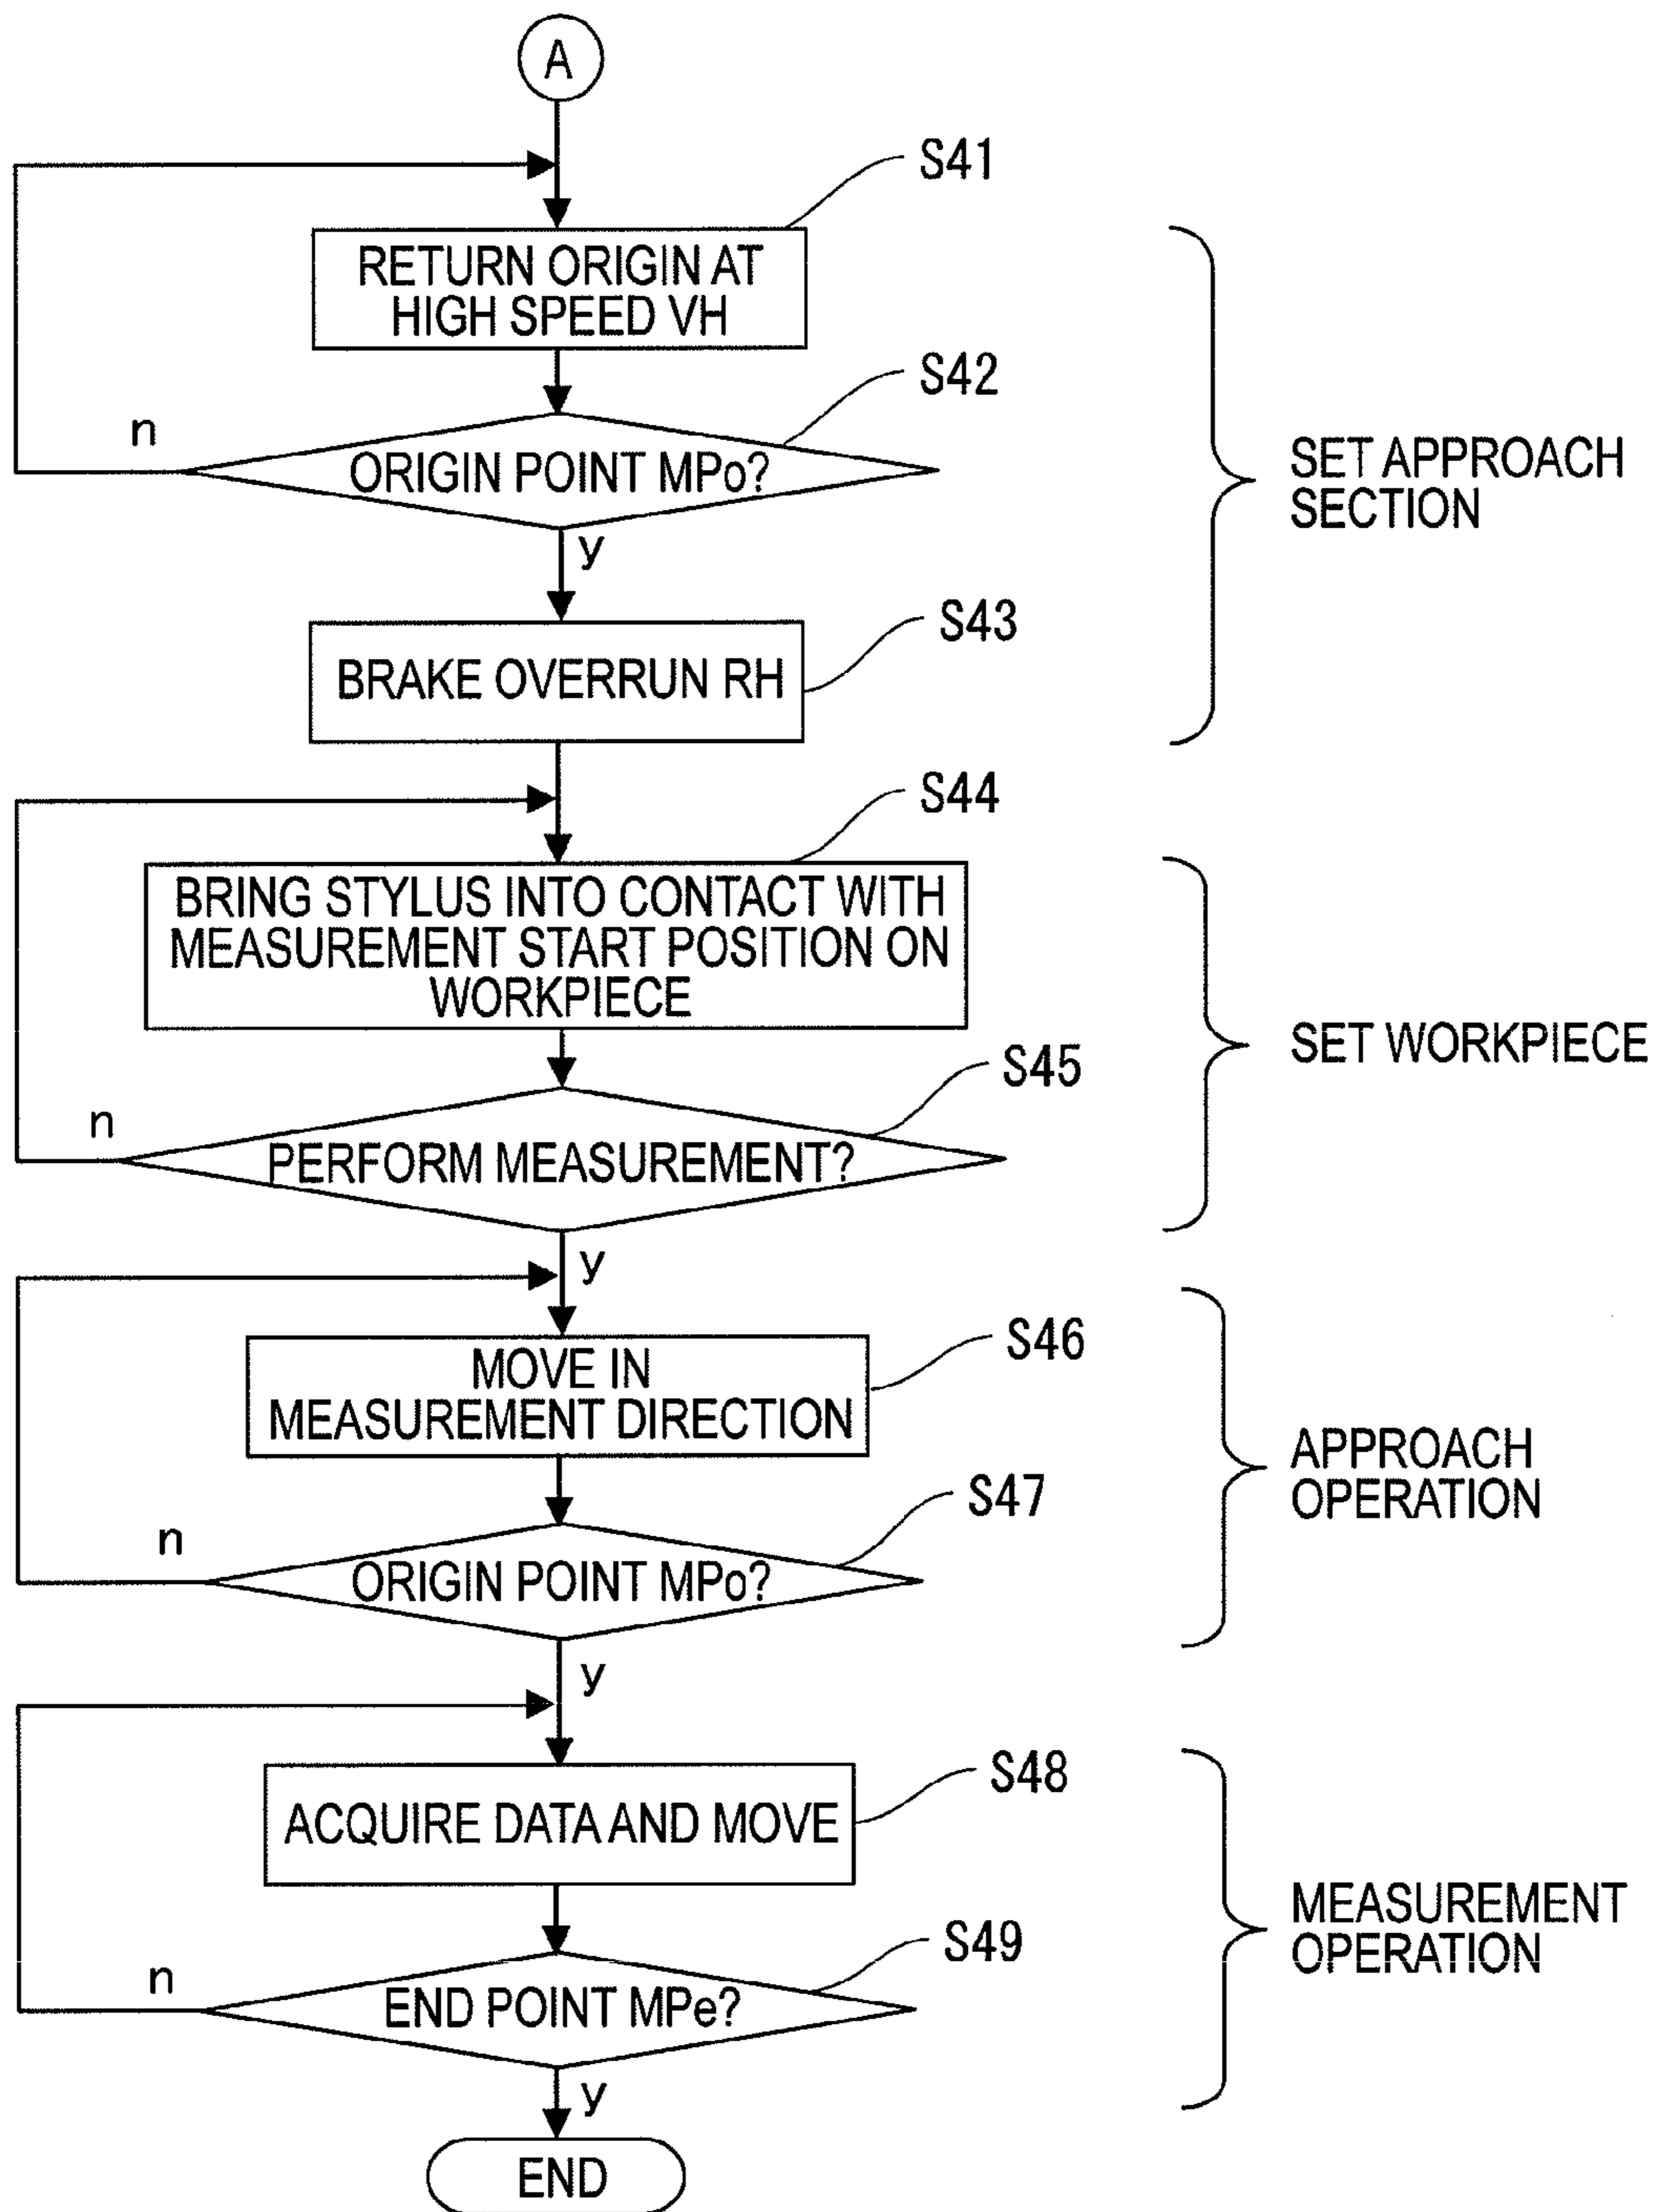 A
S41
RETURN ORIGIN AT
HIGH SPEED VH
S42
n
ORIGIN POINT MPo?
y
SET APPROACH
SECTION
S43
BRAKE OVERRUN RH
S44
BRING STYLUS INTO CONTACT WITH
MEASUREMENT START POSITION ON
WORKPIECE
SET WORKPIECE
S45
n
PERFORM MEASUREMENT?
y
S46
MOVE IN
MEASUREMENT DIRECTION
APPROACH
OPERATION
S47
n
ORIGIN POINT MPo?
y
S48
ACQUIRE DATA AND MOVE
MEASUREMENT
OPERATION
S49
n
END POINT MPe?
y
END